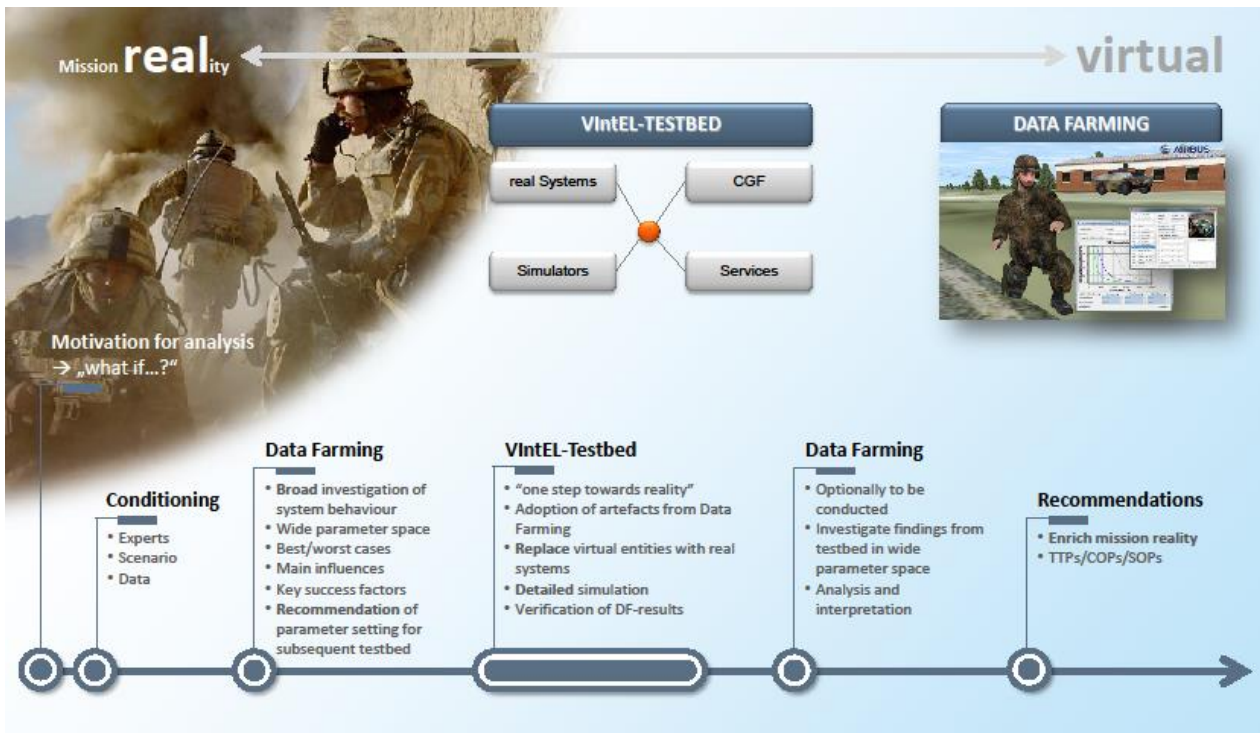 Mission reality
virtual
VIntEL-TESTBED
DATA FARMING
real Systems
CGF
AIRBUS
Simulators
Services
Motivation for analysis
→ „what if...?“
Conditioning
• Experts
• Scenario
• Data
Data Farming
• Broad investigation of
system behaviour
• Wide parameter space
• Best/worst cases
• Main influences
• Key success factors
• Recommendation of
parameter setting for
subsequent testbed
VIntEL-Testbed
• “one step towards reality”
• Adoption of artefacts from Data
Farming
• Replace virtual entities with real
systems
• Detailed simulation
• Verification of DF-results
Data Farming
• Optionally to be
conducted
• Investigate findings from
testbed in wide
parameter space
• Analysis and
interpretation
Recommendations
• Enrich mission reality
• TTPs/COPs/SOPs